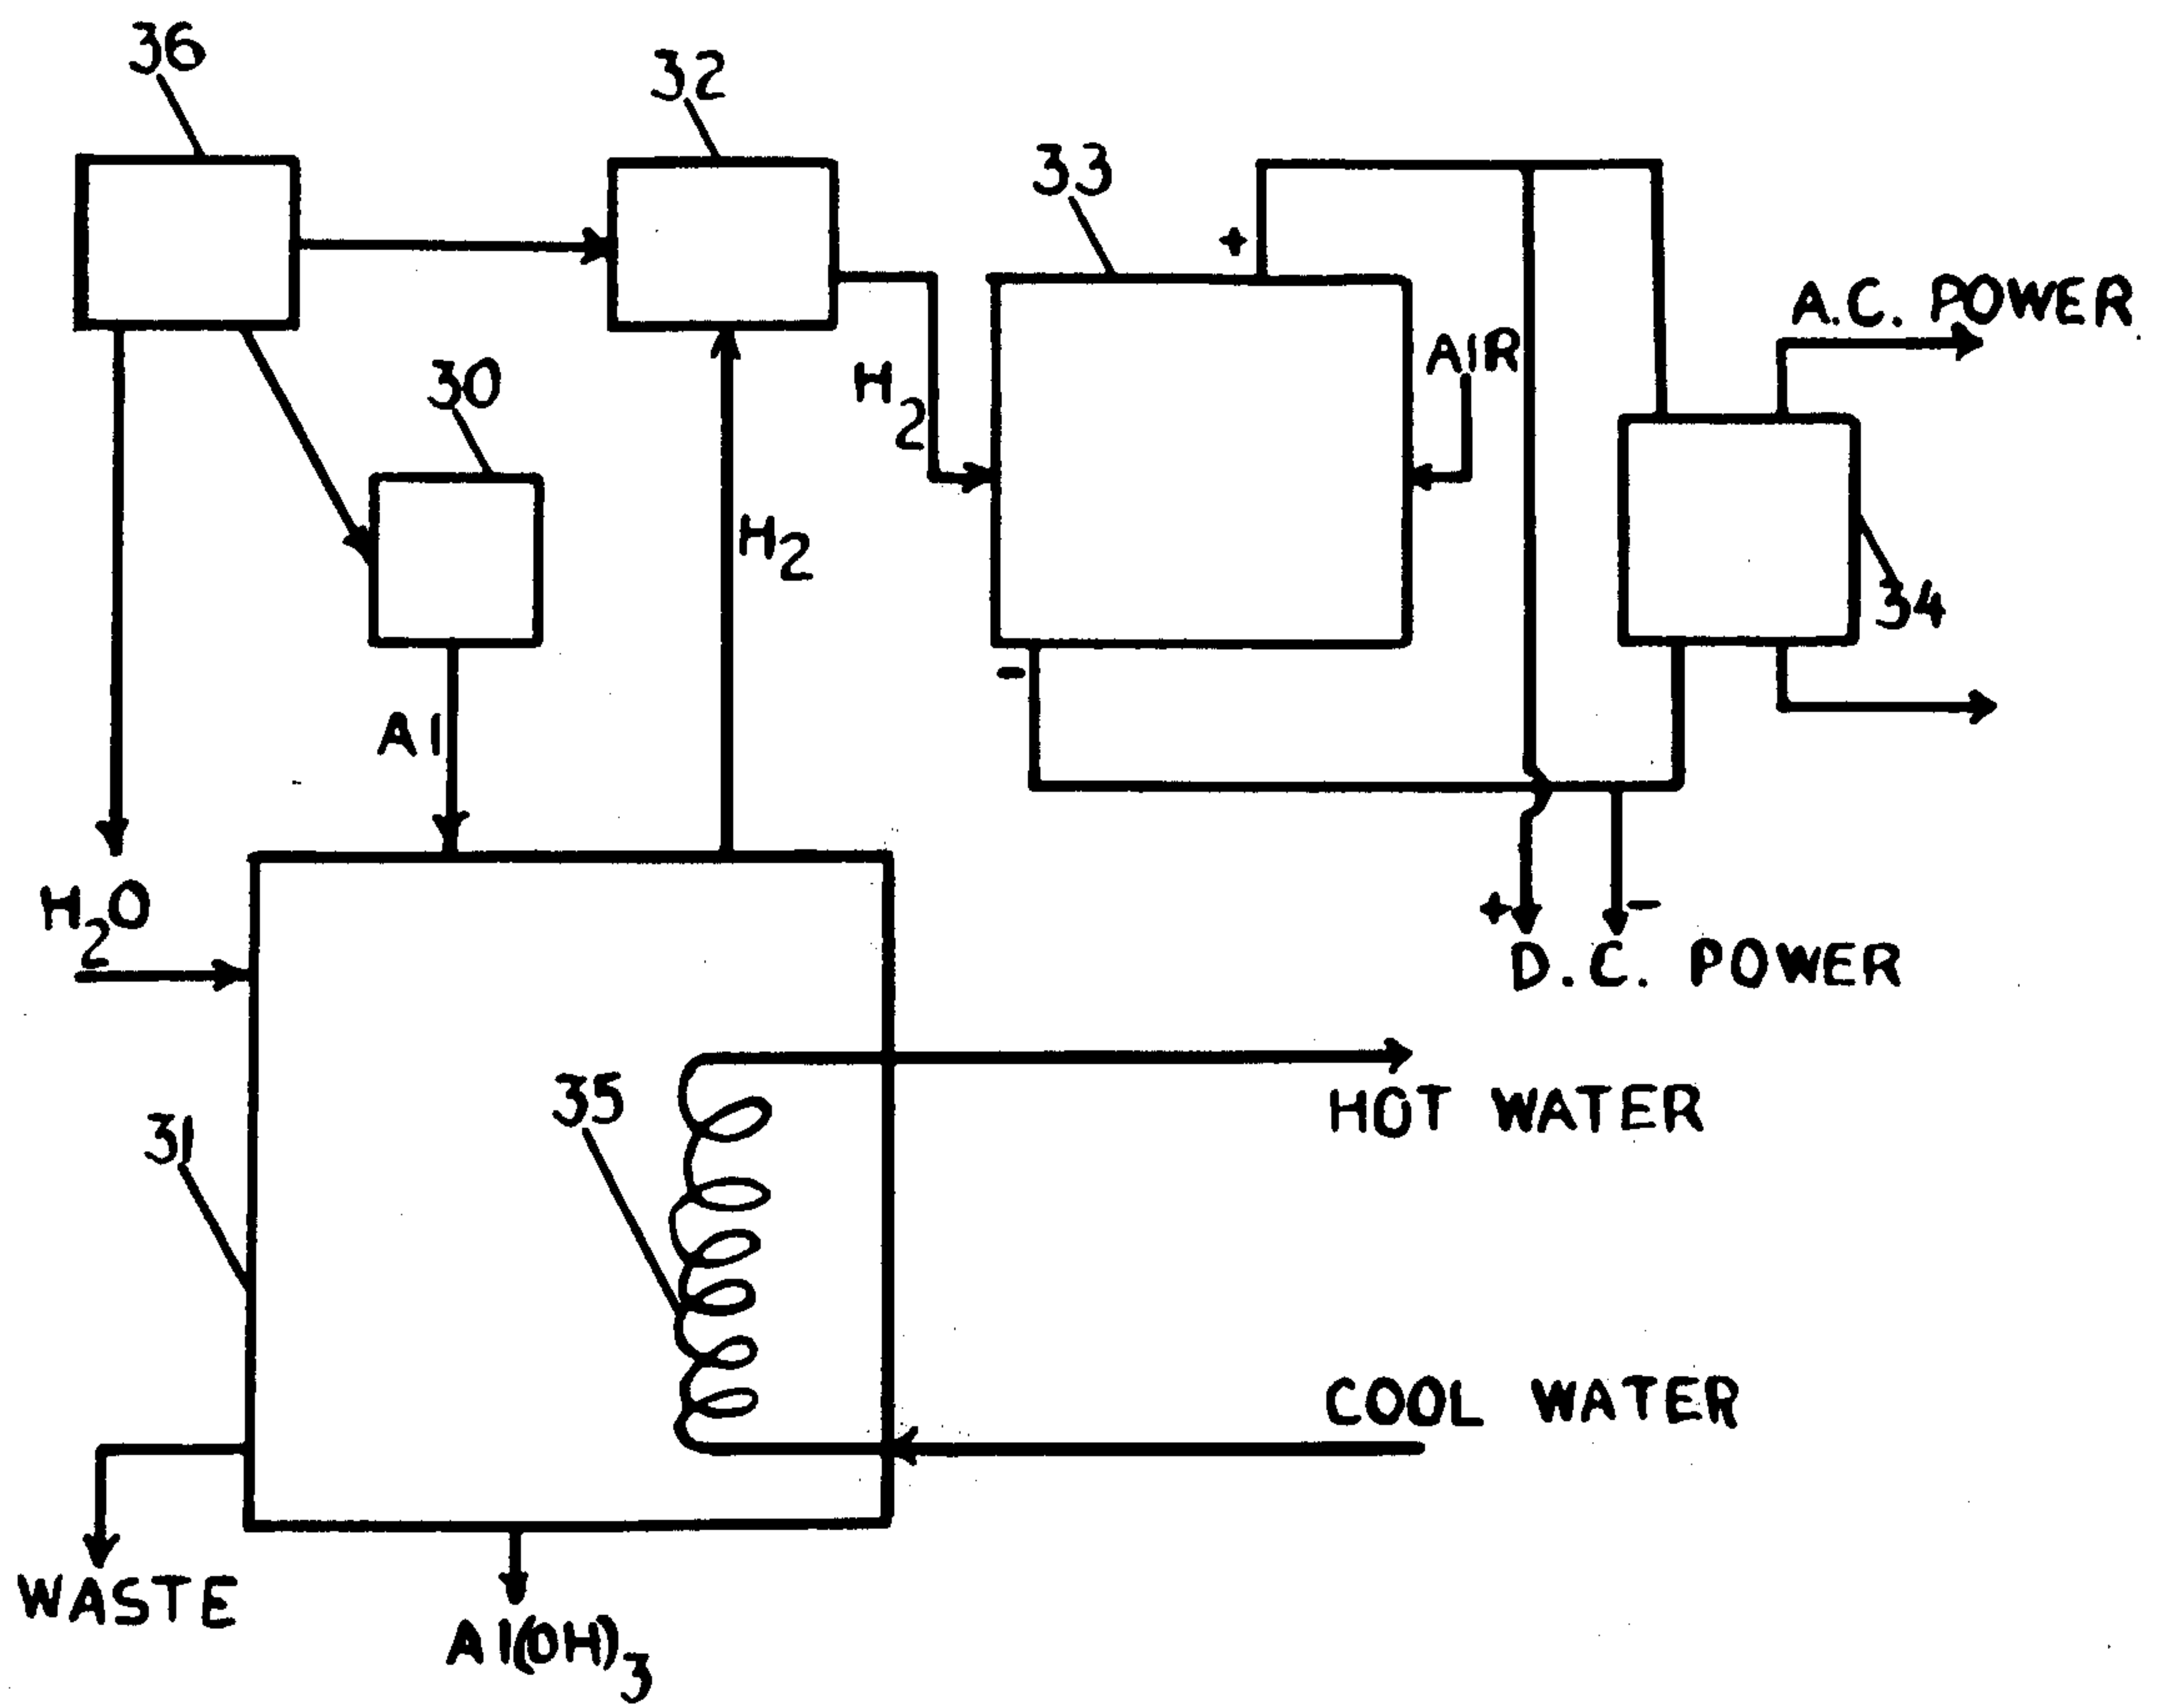 36
32
33
+
A.C. POWER
AIR
30
H2
H2
34
-
Al
H2O
+ -
D.C. POWER
HOT WATER
35
31
COOL WATER
WASTE
Al(OH)3